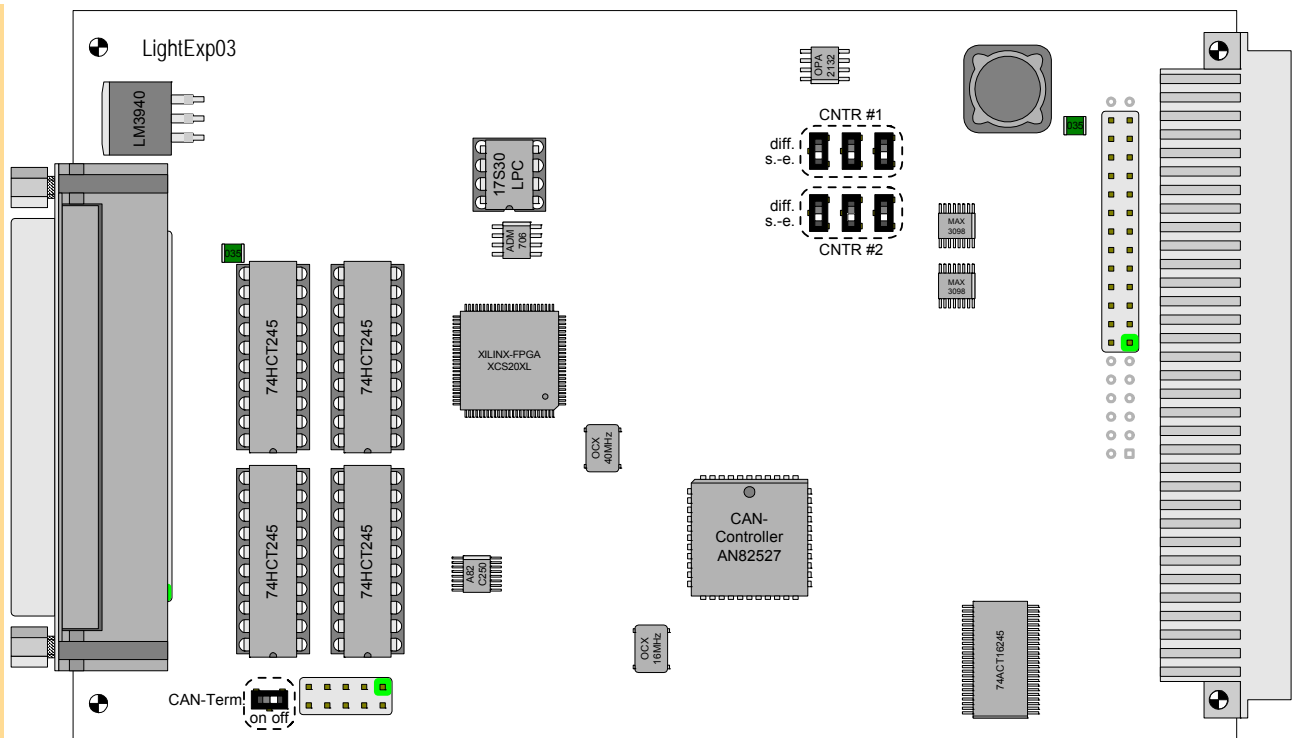 LightExp03
LM3940
OPA
2132
CNTR #1
035
diff.
s.-e.
17S30
LPC
diff.
s.-e.
CNTR #2
MAX
3098
ADM
706
035
MAX
3098
74HCT245
74HCT245
XILINX-FPGA
XCS20XL
OCX
40MHz
CAN-
Controller
AN82527
74HCT245
74HCT245
A82
C250
OCX
16MHz
74ACT16245
CAN-Term
on off